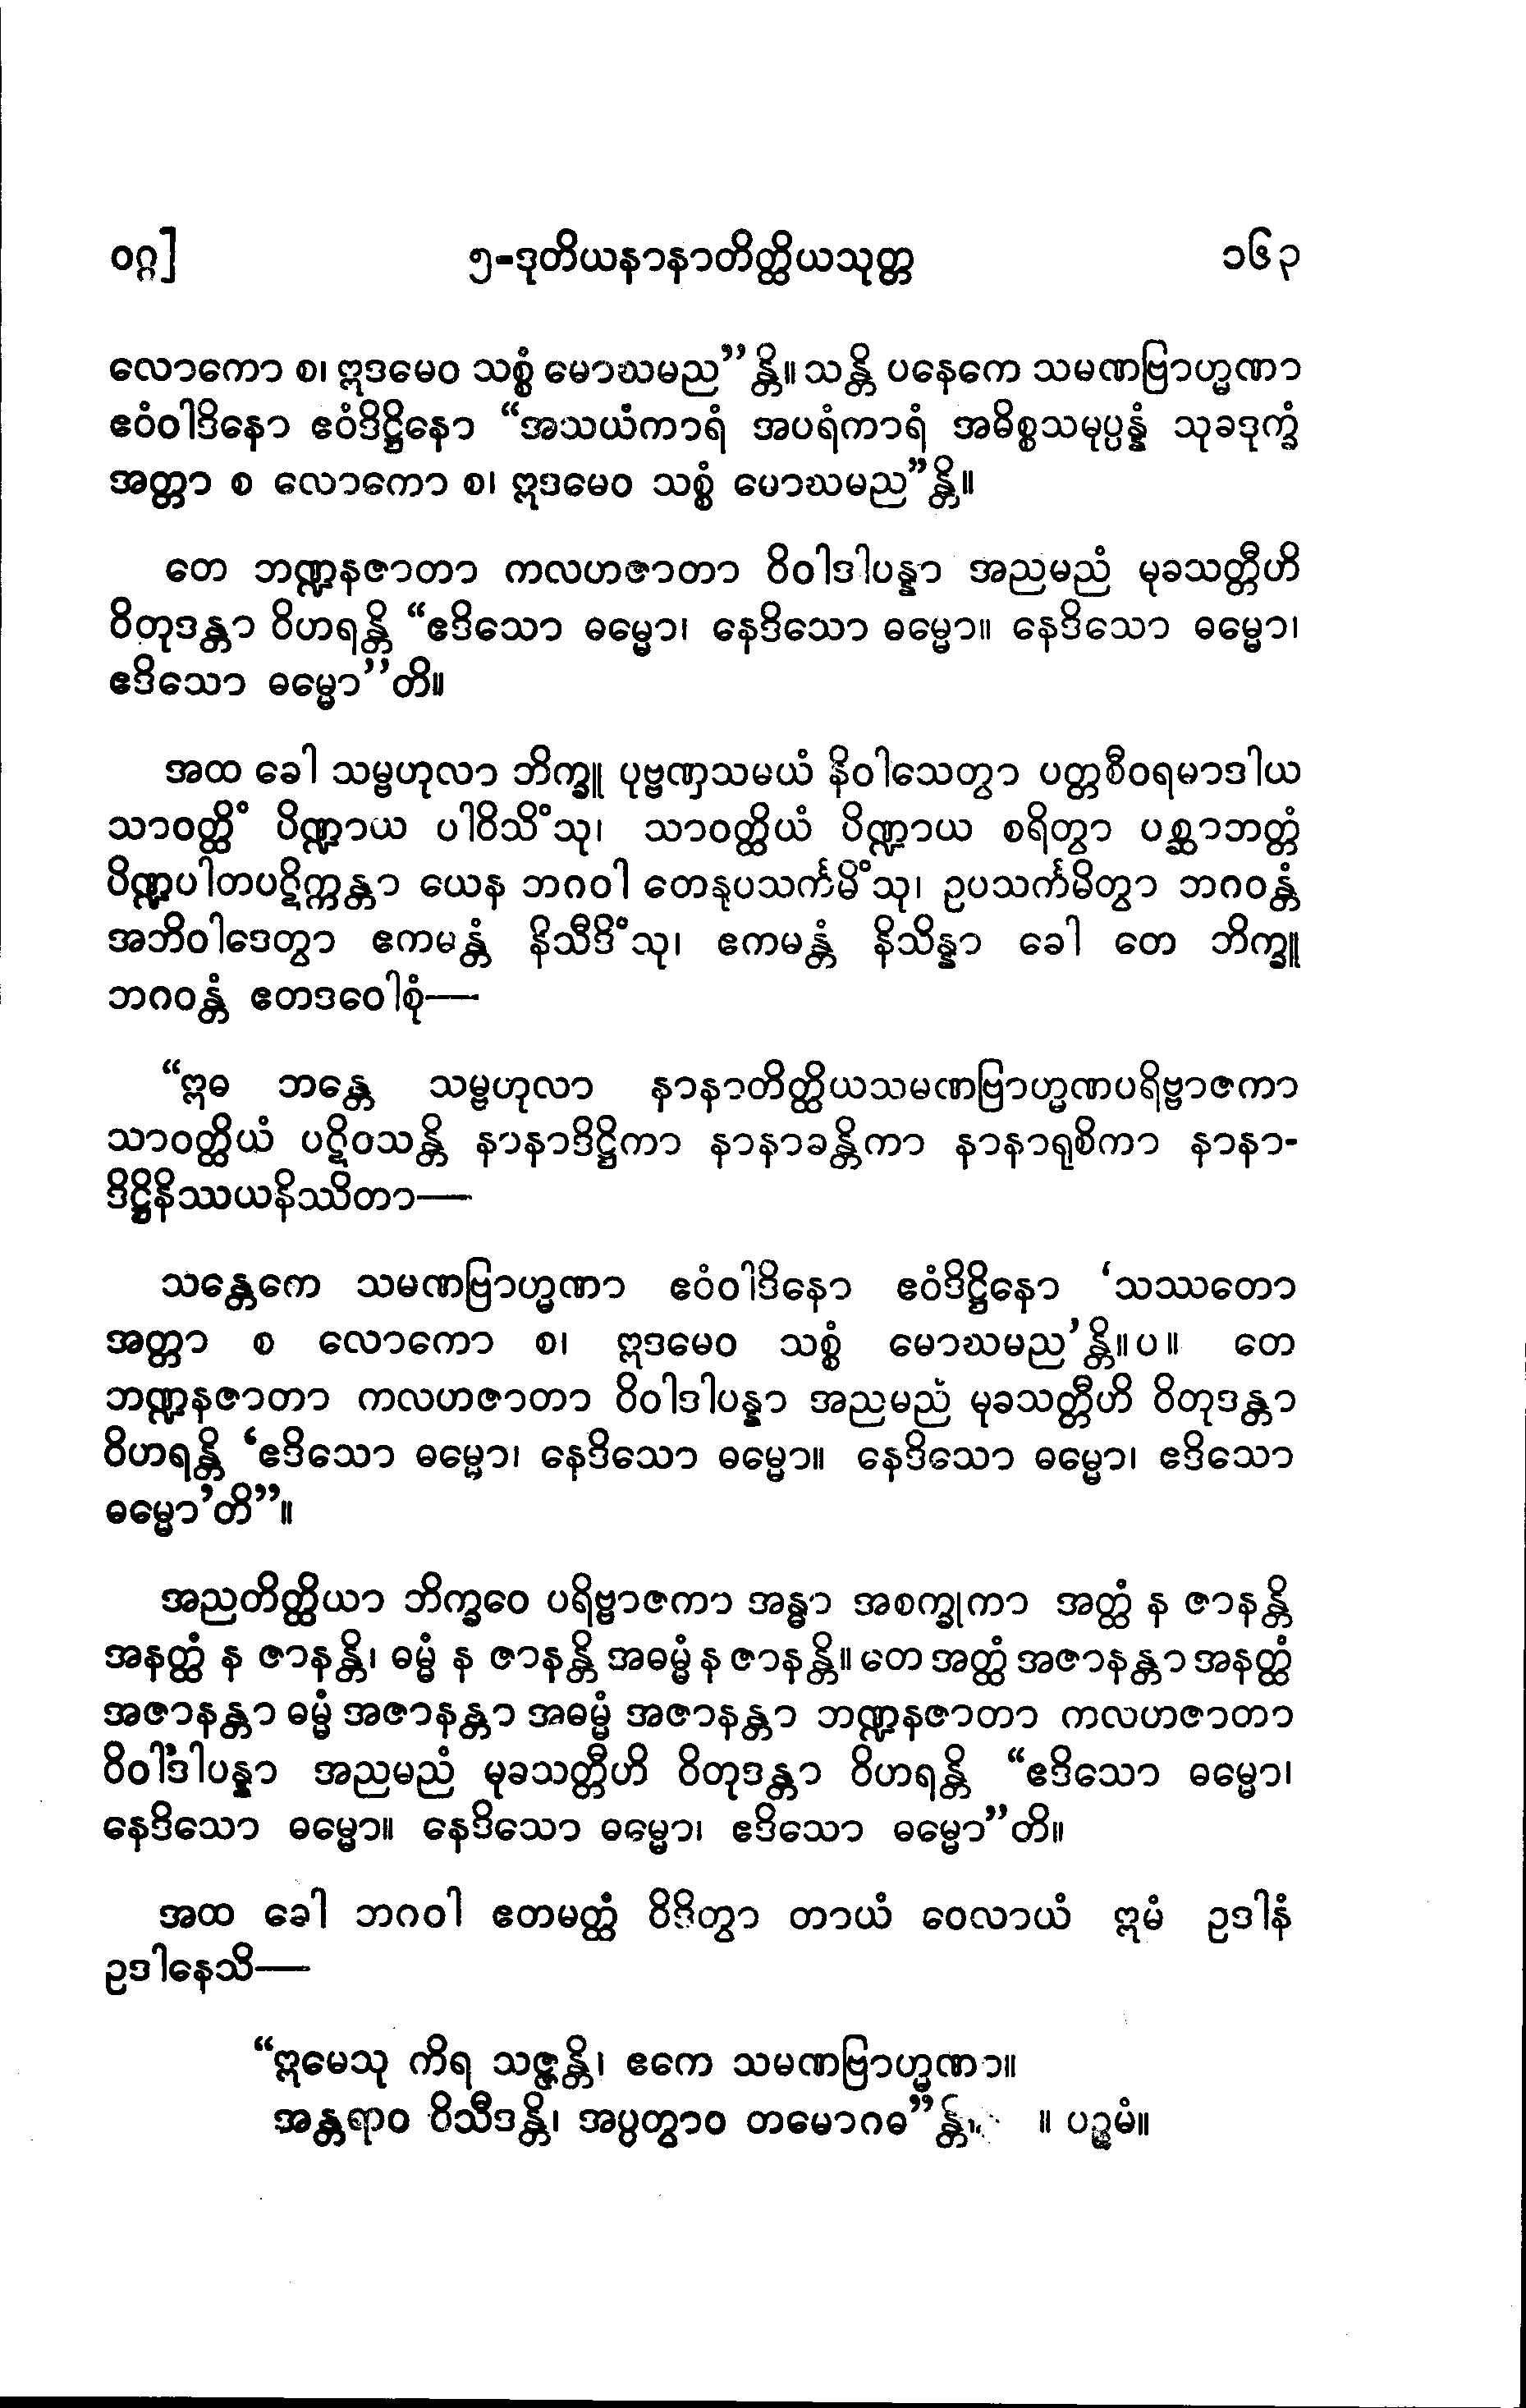 ဝဂ္ဂ] ၅-ဒုတိယနာနာတိတ္ထိယသုတ္တ ၁၆၃
လောကော စ၊ ဣဒမေဝ သစ္စံ မောဃမည” န္တိ။ သန္တိ ပနေကေ သမဏဗြာဟ္မဏာ
ဧဝံဝါဒိနော ဧဝံဒိဋ္ဌိနော “အသယံကာရံ အပရံကာရံ အဓိစ္စသမုပ္ပန္နံ သုခဒုက္ခံ
အတ္တာ စ လောကော စ၊ ဣဒမေဝ သစ္စံ မောဃမည”န္တိ။
တေ ဘဏ္ဍနဇာတာ ကလဟဇာတာ ဝိဝါဒါပန္နာ အညမညံ မုခသတ္တီဟိ
ဝိတုဒန္တာ ဝိဟရန္တိ “ဧဒိသော ဓမ္မော၊ နေဒိသော ဓမ္မော။ နေဒိသော ဓမ္မော၊
ဧဒိသော ဓမ္မော”တိ။
အထ ခေါ သမ္ဗဟုလာ ဘိက္ခူ ပုဗ္ဗဏှသမယံ နိဝါသေတွာ ပတ္တစီဝရမာဒါယ
သာဝတ္ထိံ ပိဏ္ဍာယ ပါဝိသိံသု၊ သာဝတ္ထိယံ ပိဏ္ဍာယ စရိတွာ ပစ္ဆာဘတ္တံ
ပိဏ္ဍပါတပဋိက္ကန္တာ ယေန ဘဂဝါ တေနုပသင်္ကမိံသု၊ ဥပသင်္ကမိတွာ ဘဂဝန္တံ
အဘိဝါဒေတွာ ဧကမန္တံ နိသီဒိံသု၊ ဧကမန္တံ နိသိန္နာ ခေါ တေ ဘိက္ခူ
ဘဂဝန္တံ ဧတဒဝေါစုံ—
“ဣဓ ဘန္တေ သမ္ဗဟုလာ နာနာတိတ္ထိယသမဏဗြာဟ္မဏပရိဗ္ဗာဇကာ
သာဝတ္ထိယံ ပဋိဝသန္တိ နာနာဒိဋ္ဌိကာ နာနာခန္တိကာ နာနာရုစိကာ နာနာ-
ဒိဋ္ဌိနိဿယနိဿိတာ—
သန္တေကေ သမဏဗြာဟ္မဏာ ဧဝံဝါဒိနော ဧဝံဒိဋ္ဌိနော ‘သဿတော
အတ္တာ စ လောကော စ၊ ဣဒမေဝ သစ္စံ မောဃမည’န္တိ။ပ။ တေ
ဘဏ္ဍနဇာတာ ကလဟဇာတာ ဝိဝါဒါပန္နာ အညမညံ မုခသတ္တီဟိ ဝိတုဒန္တာ
ဝိဟရန္တိ ‘ဧဒိသော ဓမ္မော၊ နေဒိသော ဓမ္မော။ နေဒိသော ဓမ္မော၊ ဧဒိသော
ဓမ္မော’တိ”။
အညတိတ္ထိယာ ဘိက္ခဝေ ပရိဗ္ဗာဇကာ အန္ဓာ အစက္ခုကာ အတ္ထံ န ဇာနန္တိ
အနတ္ထံ န ဇာနန္တိ၊ ဓမ္မံ န ဇာနန္တိ အဓမ္မံ န ဇာနန္တိ။ တေ အတ္ထံ အဇာနန္တာ အနတ္ထံ
အဇာနန္တာ ဓမ္မံ အဇာနန္တာ အဓမ္မံ အဇာနန္တာ ဘဏ္ဍနဇာတာ ကလဟဇာတာ
ဝိဝါဒါပန္နာ အညမညံ မုခသတ္တီဟိ ဝိတုဒန္တာ ဝိဟရန္တိ “ဧဒိသော ဓမ္မော၊
နေဒိသော ဓမ္မော။ နေဒိသော ဓမ္မော၊ ဧဒိသော ဓမ္မော”တိ။
အထ ခေါ ဘဂဝါ ဧတမတ္ထံ ဝိဒိတွာ တာယံ ဝေလာယံ ဣမံ ဥဒါနံ
ဥဒါနေသိ—
“ဣမေသု ကိရ သဇ္ဇန္တိ၊ ဧကေ သမဏဗြာဟ္မဏာ။
အန္တရာဝ ဝိသီဒန္တိ၊ အပ္ပတွာဝ တမောဂဓ”န္တိ။ ။ ပဉ္စမံ။